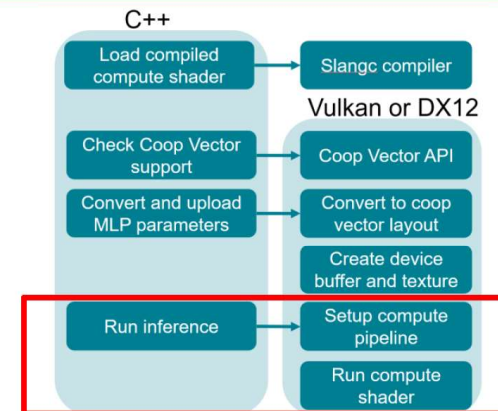 C++
Load compiled
compute shader
Slangc compiler
Vulkan or DX12
Check Coop Vector
support
Coop Vector API
Convert and upload
MLP parameters
Convert to coop
vector layout
Create device
buffer and texture
Run inference
Setup compute
pipeline
Run compute
shader